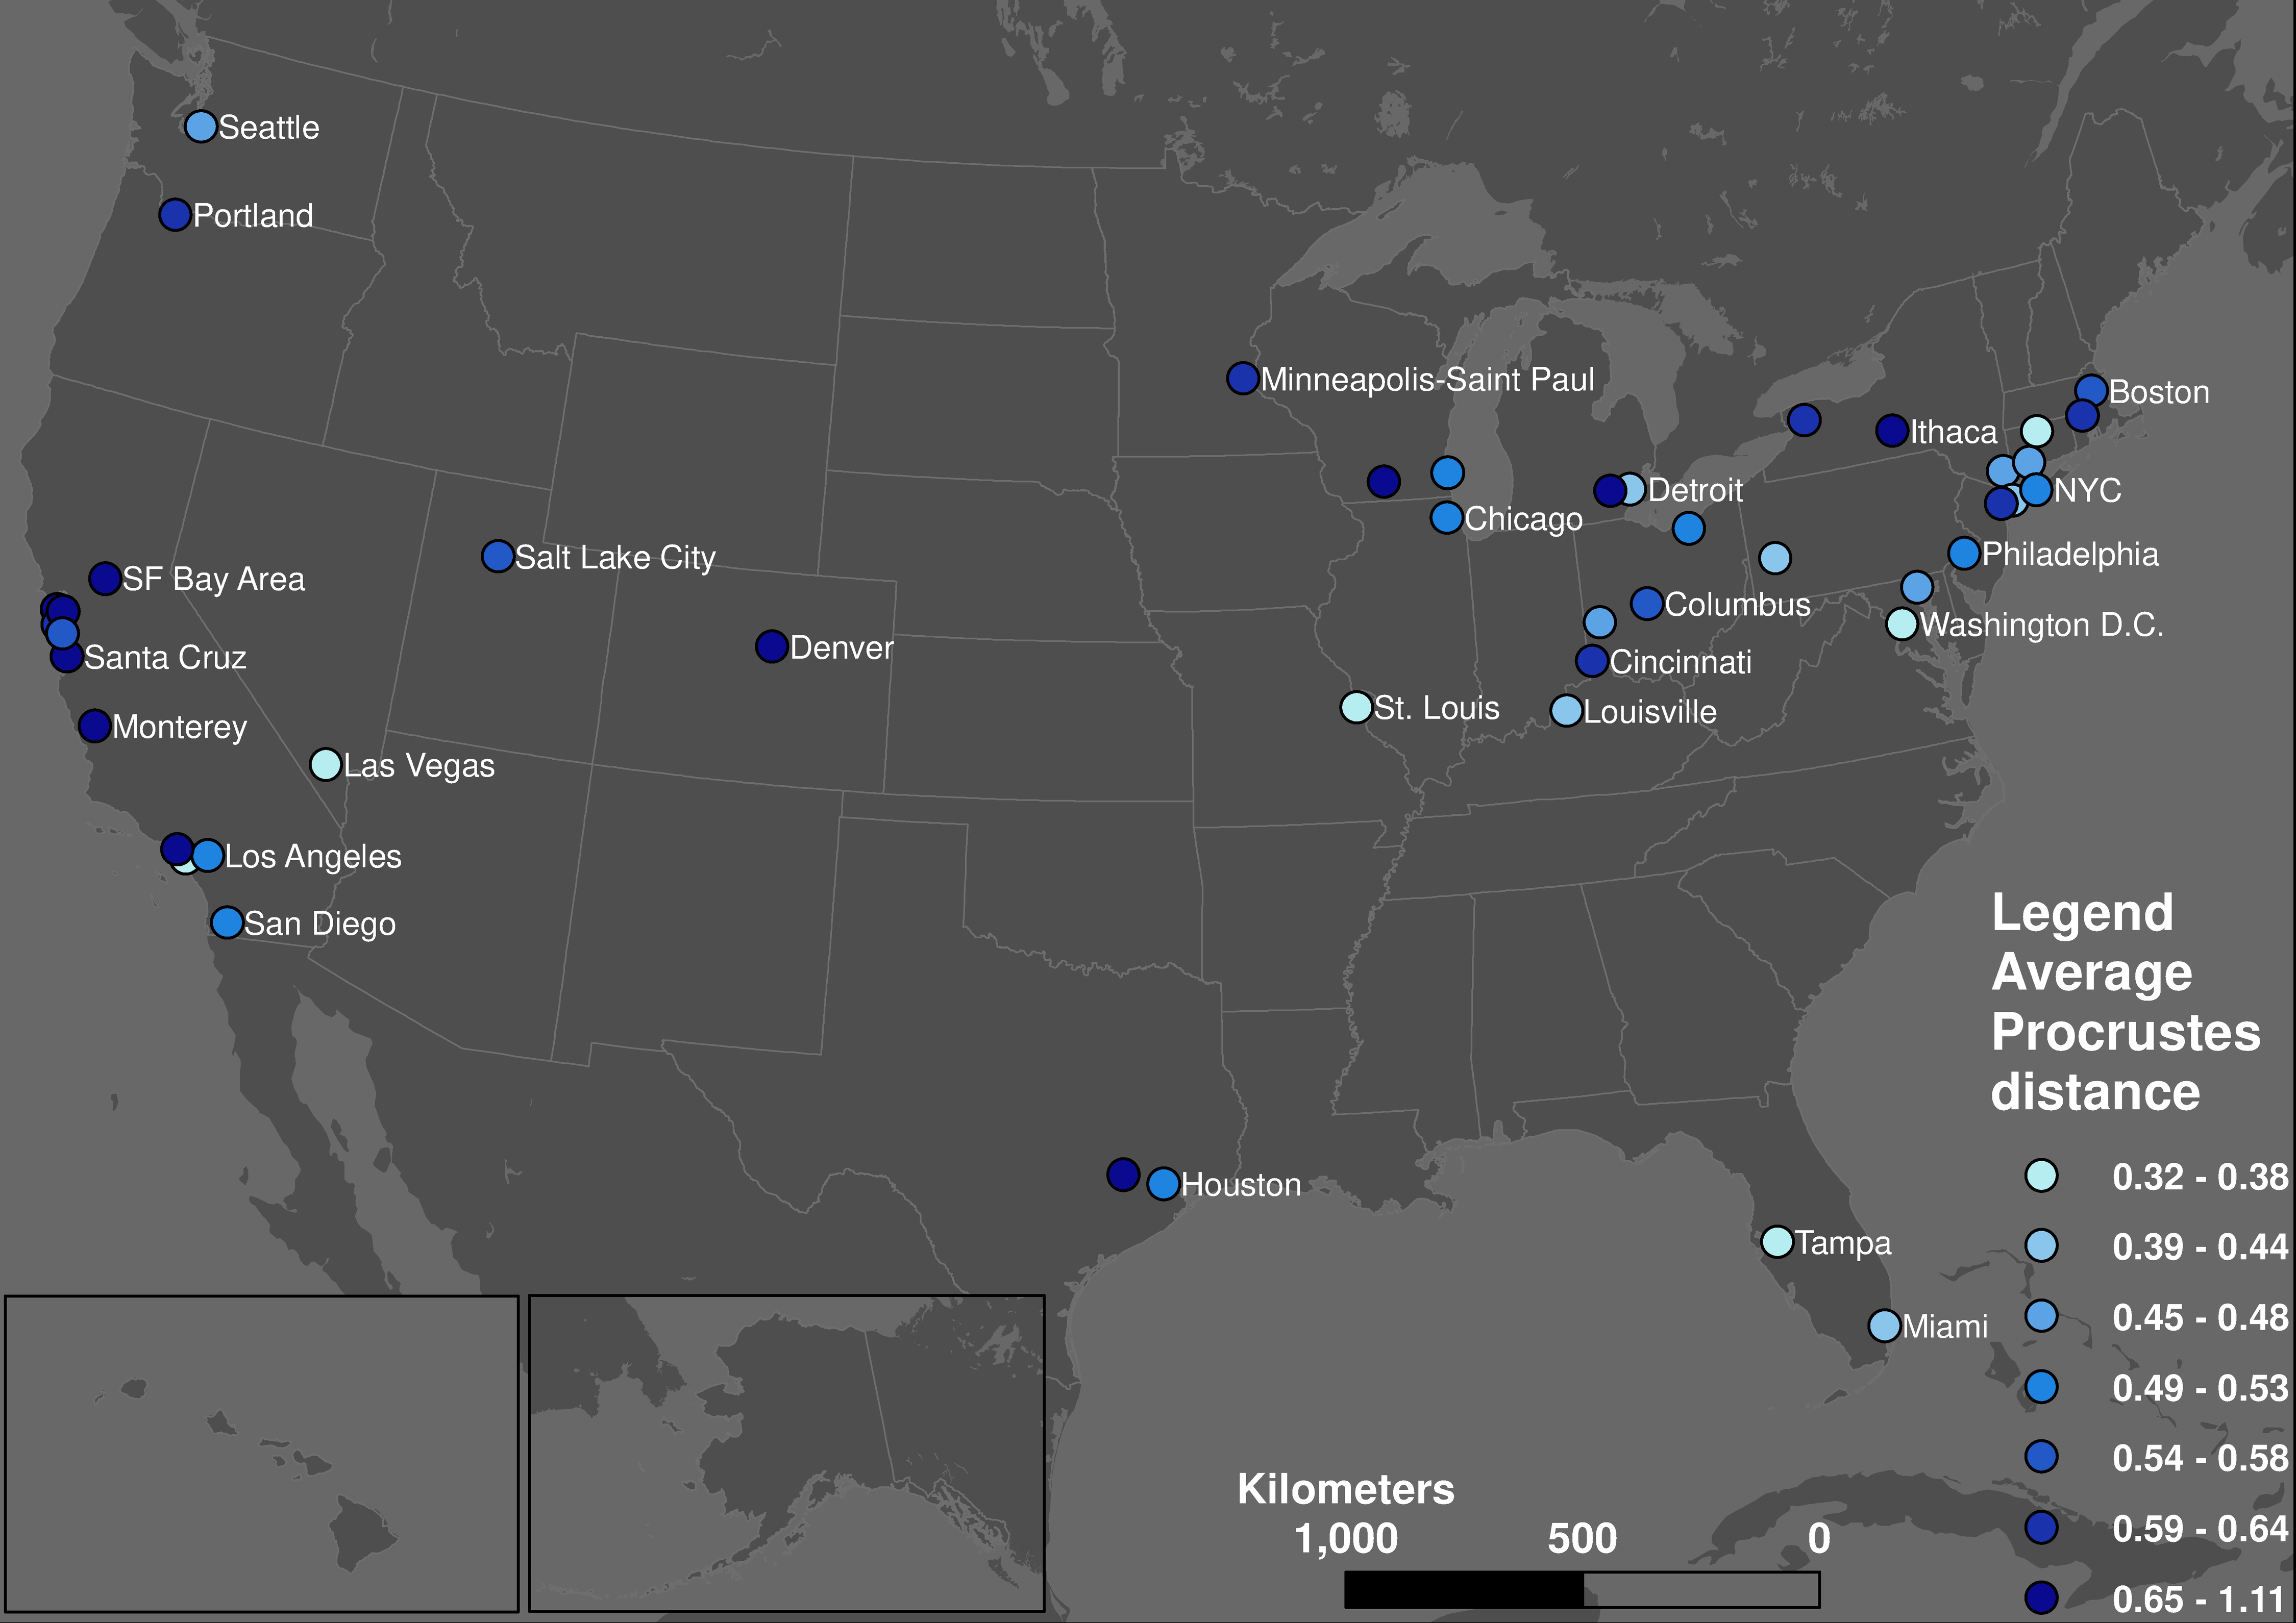 Seattle
Portland
Minneapolis-Saint Paul
Boston
Ithaca
Detroit
NYC
Chicago
Salt Lake City
Philadelphia
SF Bay Area
Columbus
Washington D.C.
Santa Cruz
Denver
Cincinnati
St. Louis
Louisville
Monterey
Las Vegas
Los Angeles
San Diego
Houston
Tampa
Miami
Legend
Average
Procrustes
distance
0.32 - 0.38
0.39 - 0.44
0.45 - 0.48
0.49 - 0.53
0.54 - 0.58
0.59 - 0.64
0.65 - 1.11
Kilometers
1,000 500 0